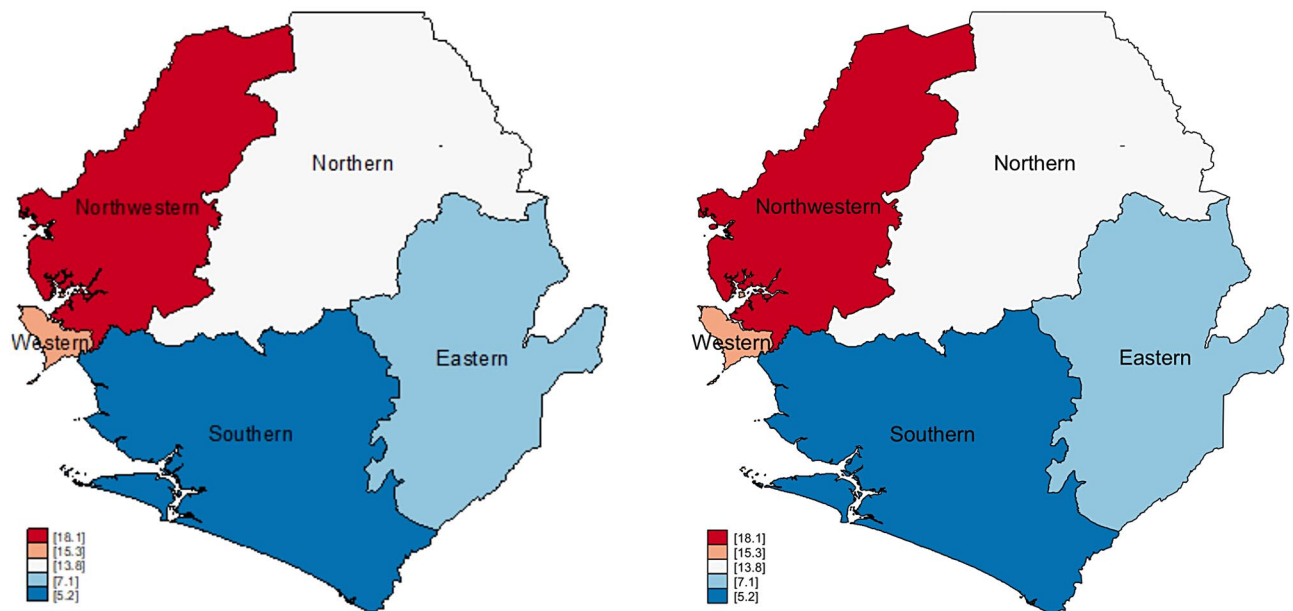 Northern
Northwestern
Western
Eastern
Southern
[18.1]
[15.3]
[13.8]
[7.1]
[5.2]
Northern
Northwestern
Western
Eastern
Southern
[18.1]
[15.3]
[13.8]
[7.1]
[5.2]